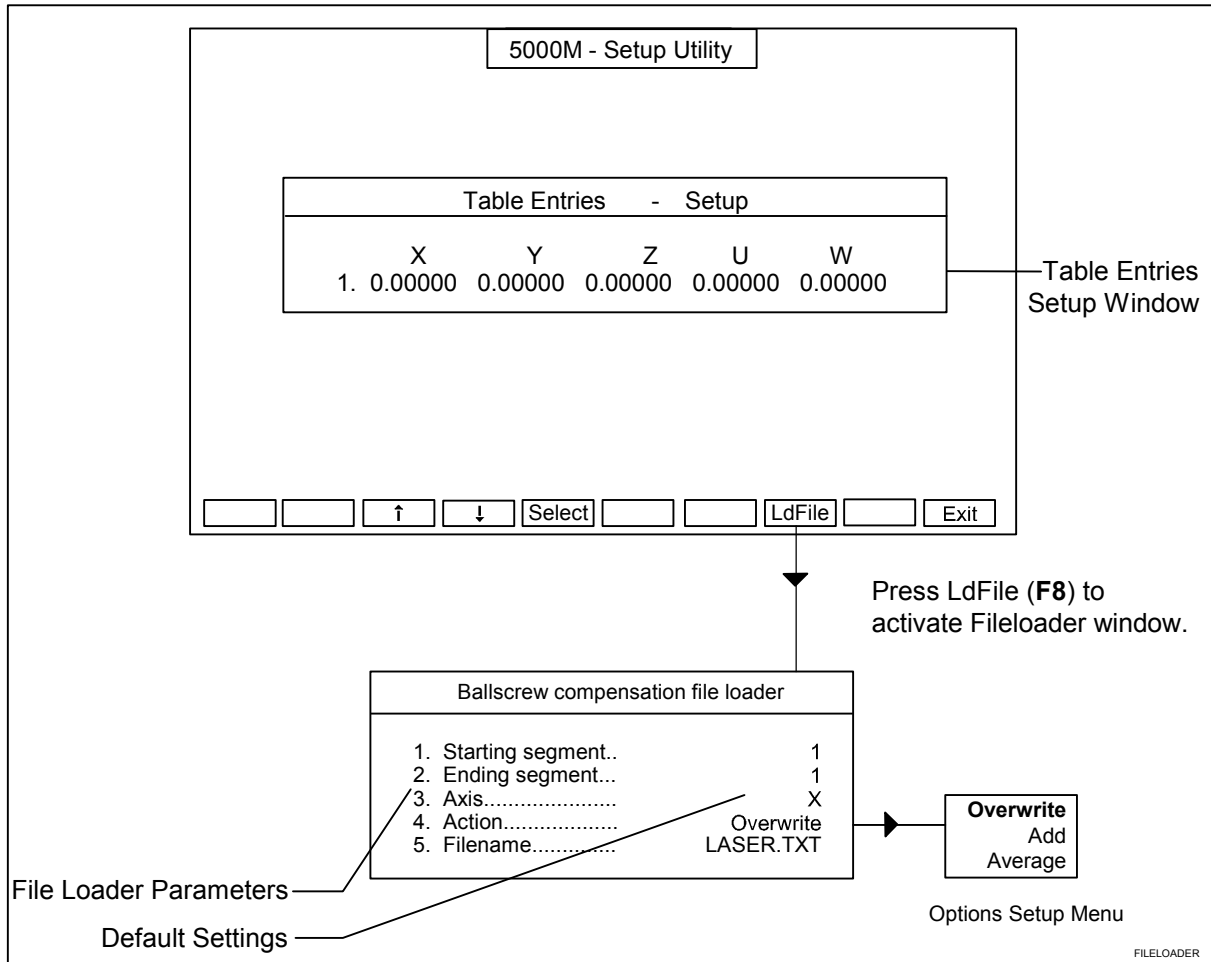 5000M - Setup Utility
Table Entries - Setup
X Y Z U W
1. 0.00000 0.00000 0.00000 0.00000 0.00000
Table Entries
Setup Window
↑ ↓ Select LdFile Exit
Press LdFile (F8) to
activate Fileloader window.
Ballscrew compensation file loader
1. Starting segment.. 1
2. Ending segment... 1
3. Axis...................... X
4. Action................... Overwrite
5. Filename.............. LASER.TXT
Overwrite
Add
Average
File Loader Parameters
Default Settings
Options Setup Menu
FILELOADER